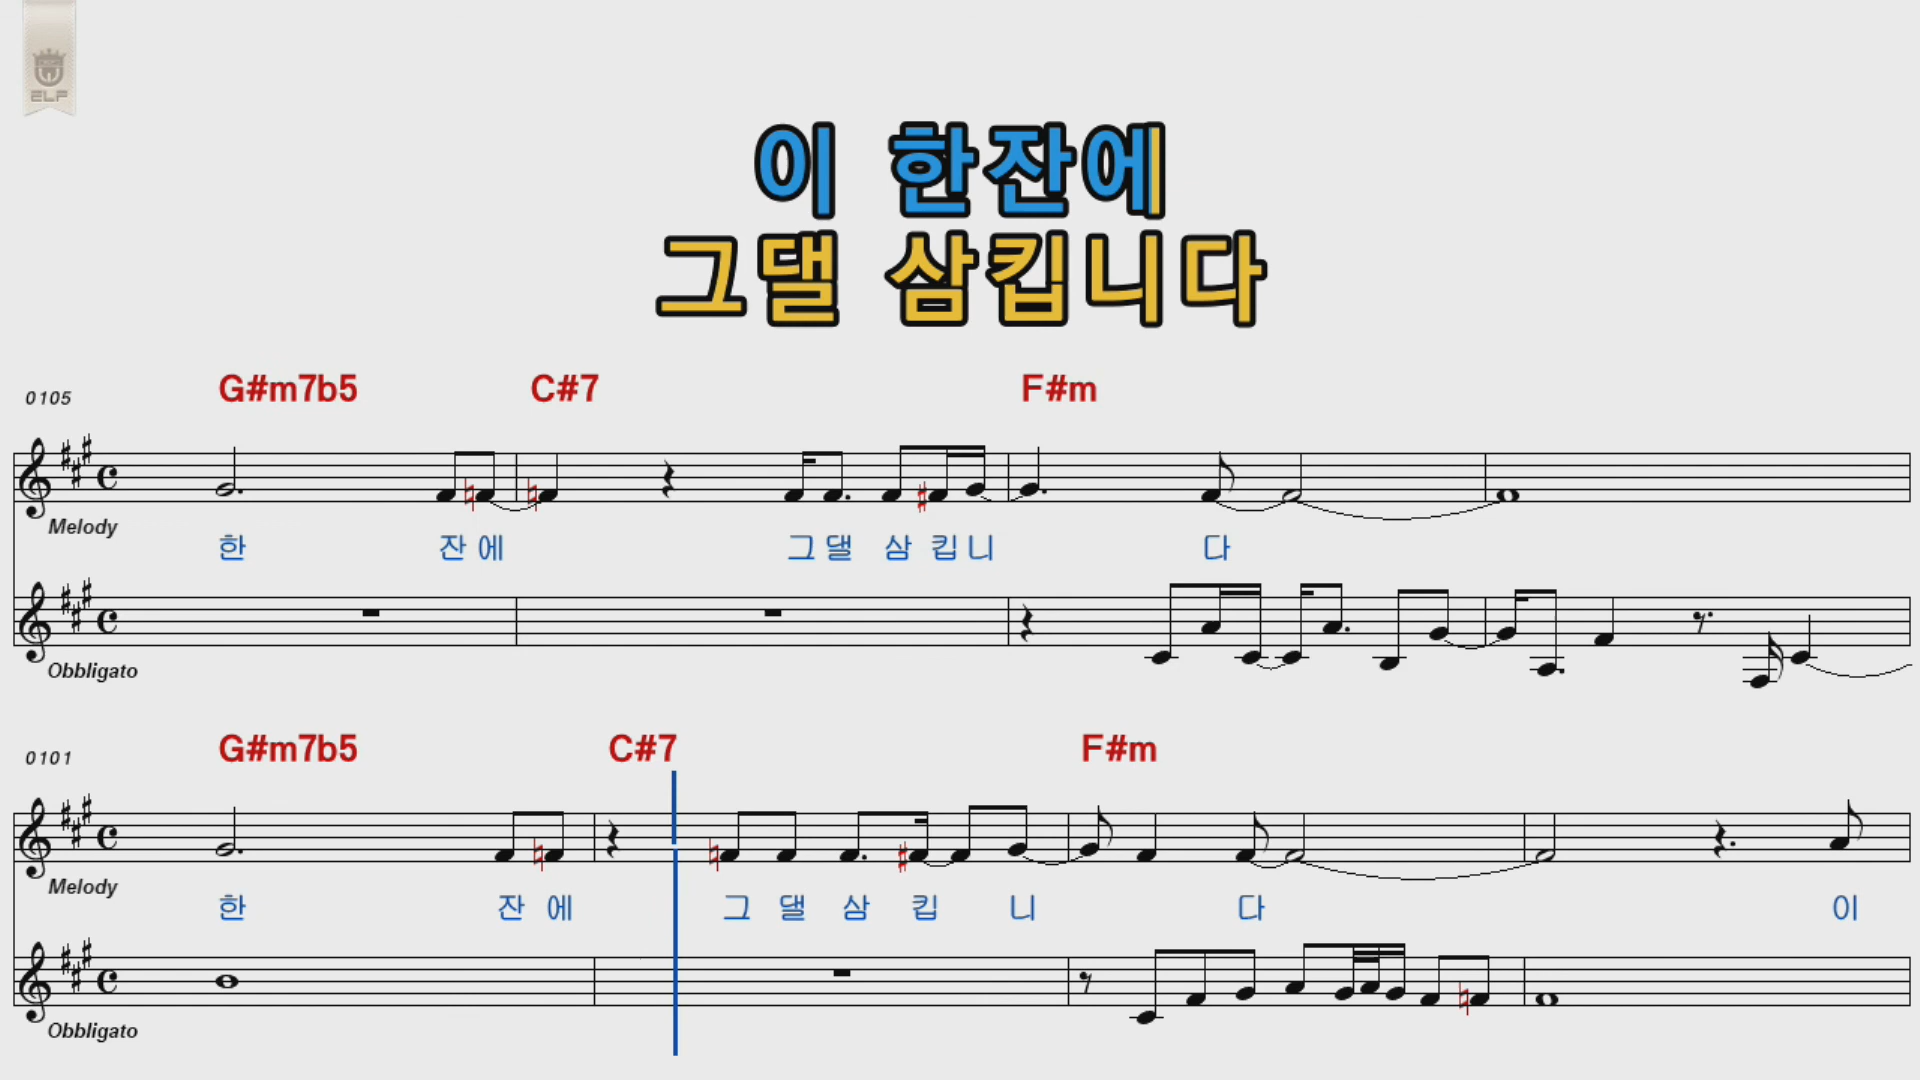 ELF
이 한잔에
그댈 삼킵니다
0105 G#m7b5 C#7 F#m
Melody
한 잔 에 그 댈 삼 킵 니 다
Obbligato
0101 G#m7b5 C#7 F#m
Melody
한 잔 에 그 댈 삼 킵 니 다 이
Obbligato